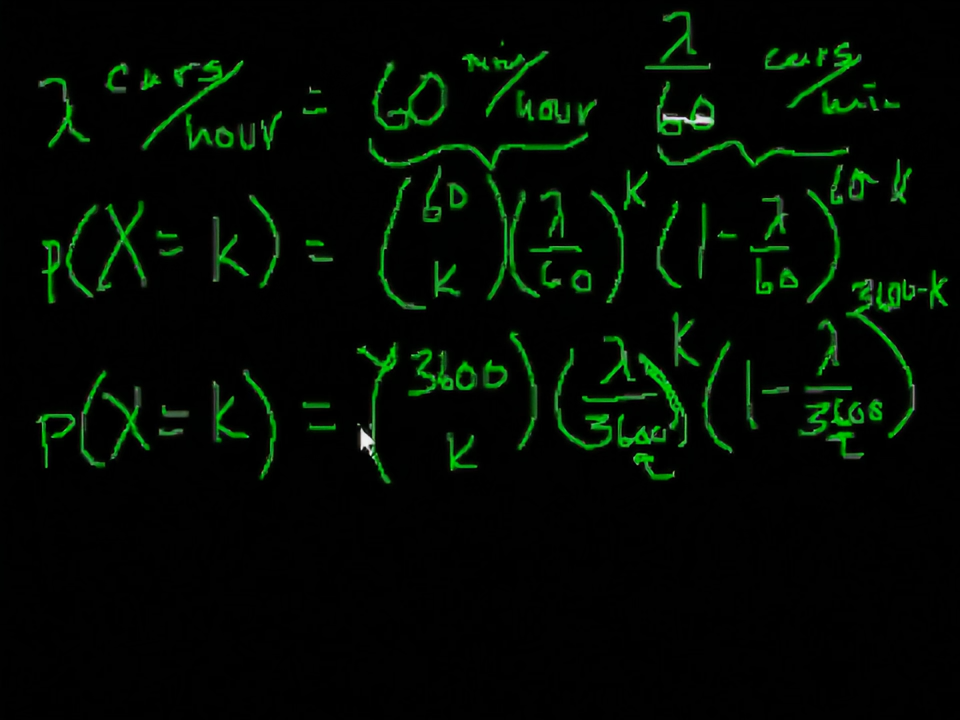 λ cars/hour = 60 min/hour λ/60 cars/min
P(X = k) = (60 k) (λ/60)^k (1 - λ/60)^60-k
P(X = k) = (3600 k) (λ/3600)^k (1 - λ/3600)^3600-k